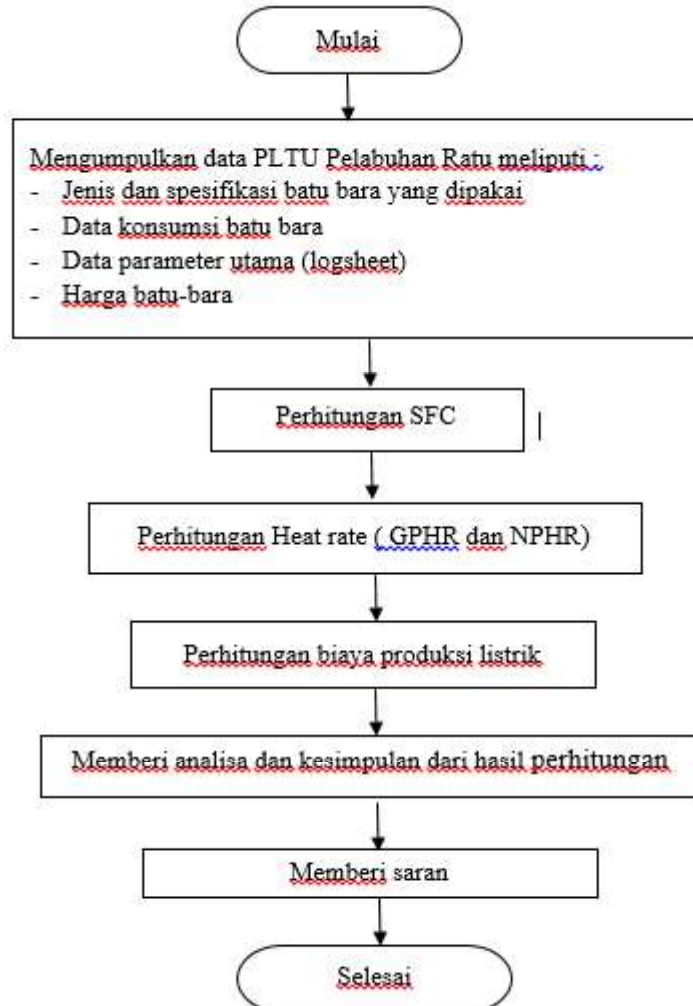 Mulai
Mengumpulkan data PLTU Pelabuhan Ratu meliputi :
- Jenis dan spesifikasi batu bara yang dipakai
- Data konsumsi batu bara
- Data parameter utama (logsheet)
- Harga batu-bara
Perhitungan SFC
Perhitungan Heat rate ( GPHR dan NPHR)
Perhitungan biaya produksi listrik
Memberi analisa dan kesimpulan dari hasil perhitungan
Memberi saran
Selesai